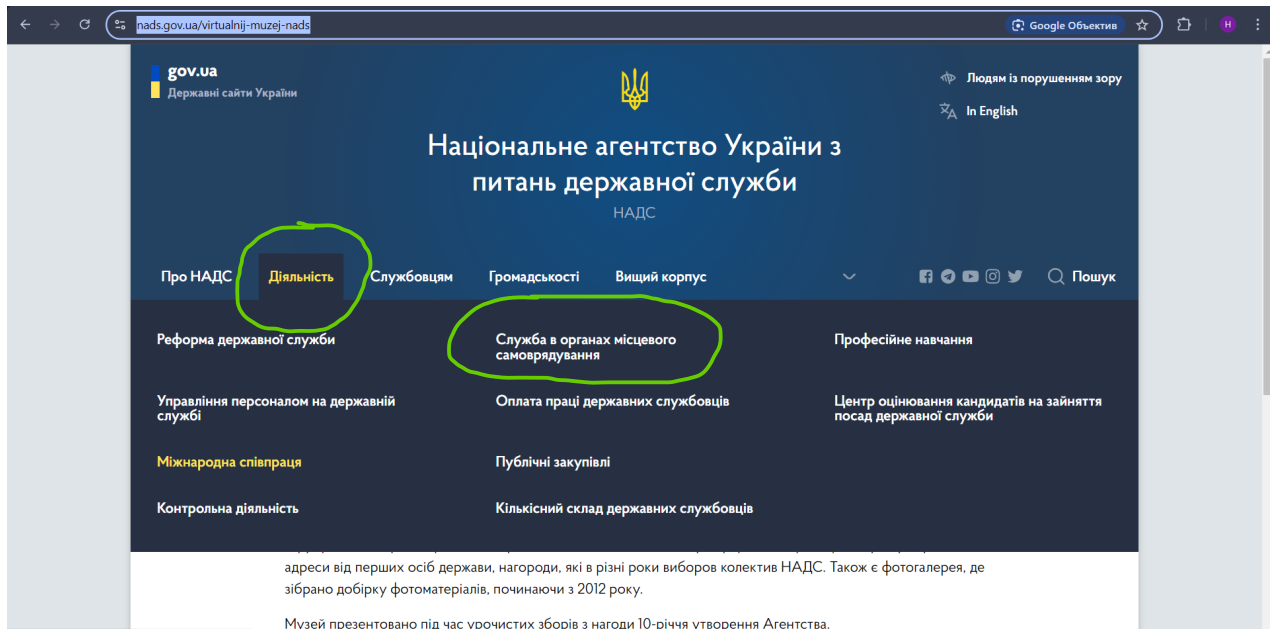 nads.gov.ua/virtualnij-muzej-nads
Google Объектив
Н
gov.ua
Державні сайти України
Людям із порушенням зору
In English
Національне агентство України з
питань державної служби
НАДС
Про НАДС
Діяльність
Службовцям
Громадськості
Вищий корпус
Пошук
Реформа державної служби
Служба в органах місцевого
самоврядування
Професійне навчання
Управління персоналом на державній
службі
Оплата праці державних службовців
Центр оцінювання кандидатів на зайняття
посад державної служби
Міжнародна співпраця
Публічні закупівлі
Контрольна діяльність
Кількісний склад державних службовців
адреси від перших осіб держави, нагороди, які в різні роки виборов колектив НАДС. Також є фотогалерея, де
зібрано добірку фотоматеріалів, починаючи з 2012 року.
Музей презентовано під час урочистих зборів з нагоди 10-річчя утворення Агентства.